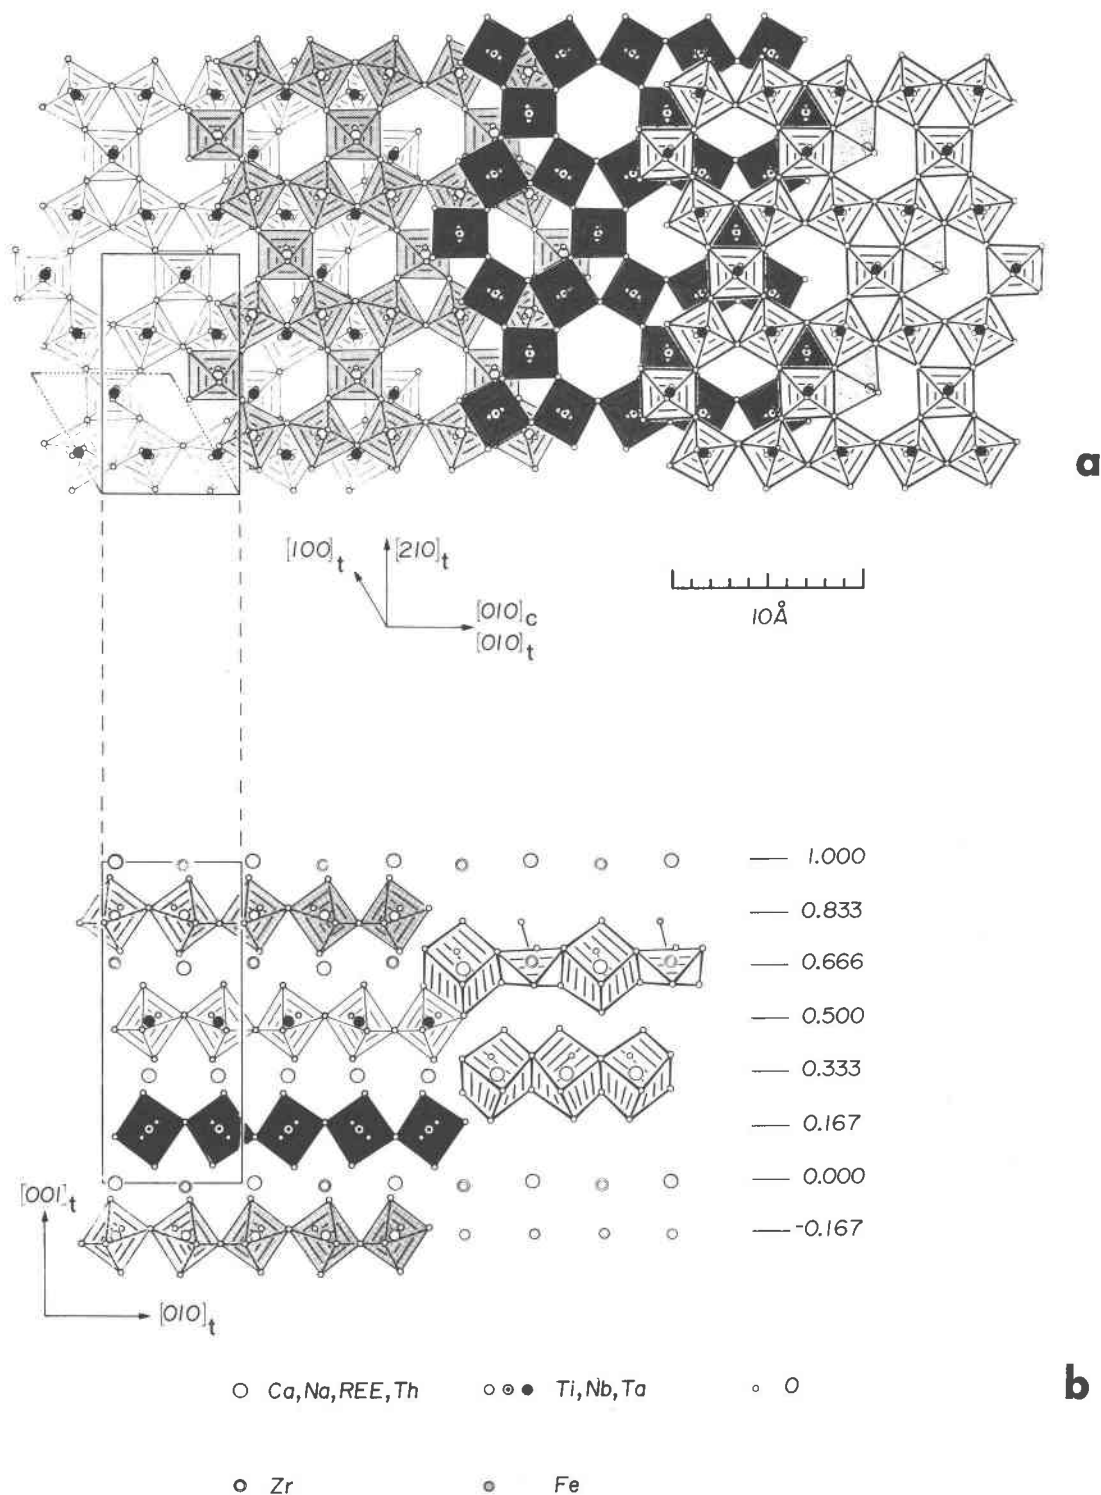 a
[100]t
[210]t
[010]c
[010]t
10Å
1.000
0.833
0.666
0.500
0.333
0.167
0.000
-0.167
[001]t
[010]t
b
Ca,Na,REE,Th Ti,Nb,Ta O
Zr Fe